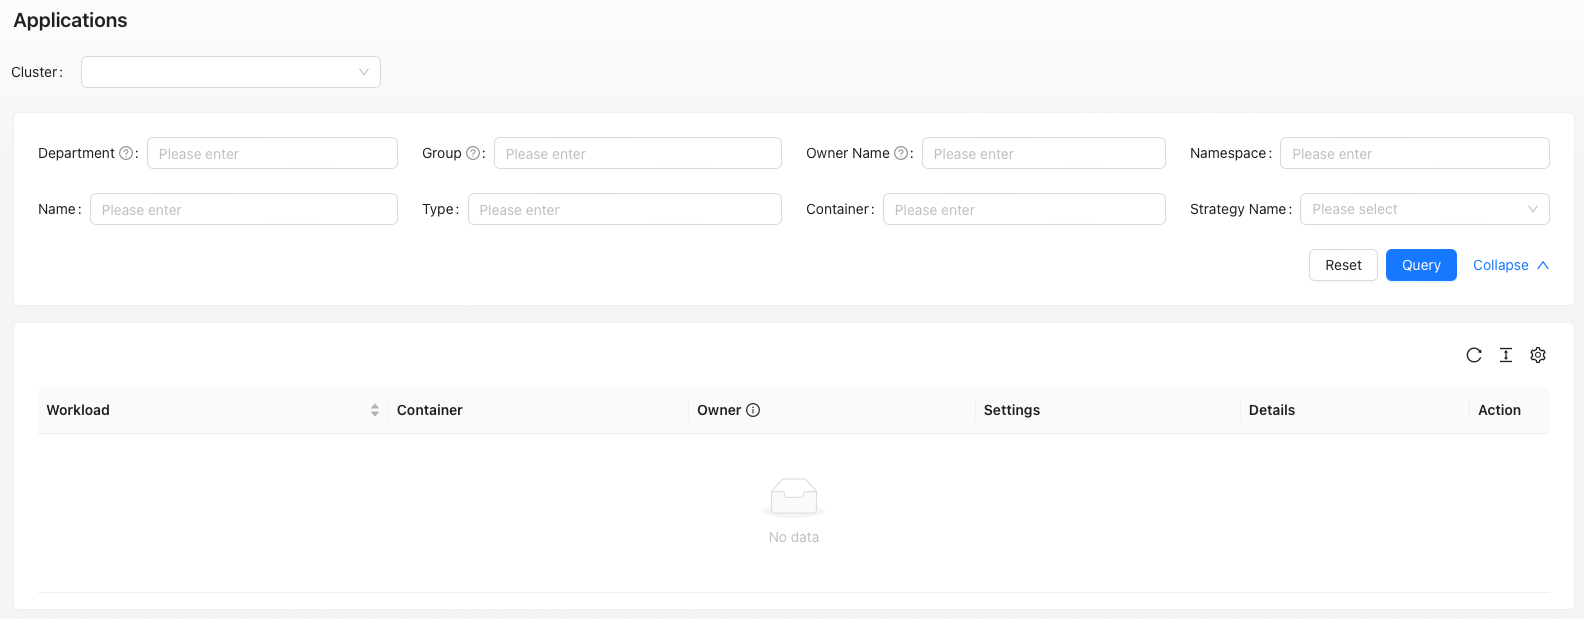 Applications
Cluster:
Department : Please enter Group : Please enter Owner Name : Please enter Namespace: Please enter
Name: Please enter Type: Please enter Container: Please enter Strategy Name: Please select
Reset Query Collapse
Workload Container Owner Settings Details Action
No data